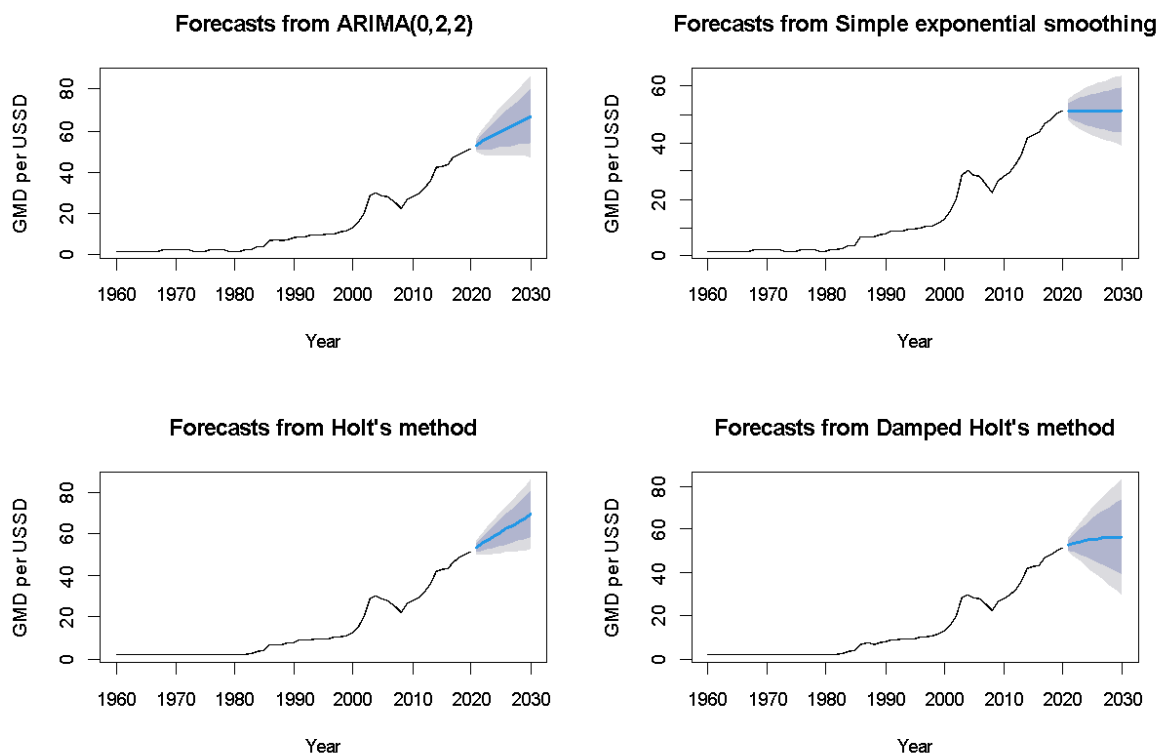 Forecasts from ARIMA(0,2,2)
GMD per USSD
0 20 40 60 80
1960 1970 1980 1990 2000 2010 2020 2030
Year
Forecasts from Simple exponential smoothing
GMD per USSD
0 20 40 60
1960 1970 1980 1990 2000 2010 2020 2030
Year
Forecasts from Holt's method
GMD per USSD
0 20 40 60 80
1960 1970 1980 1990 2000 2010 2020 2030
Year
Forecasts from Damped Holt's method
GMD per USSD
0 20 40 60 80
1960 1970 1980 1990 2000 2010 2020 2030
Year